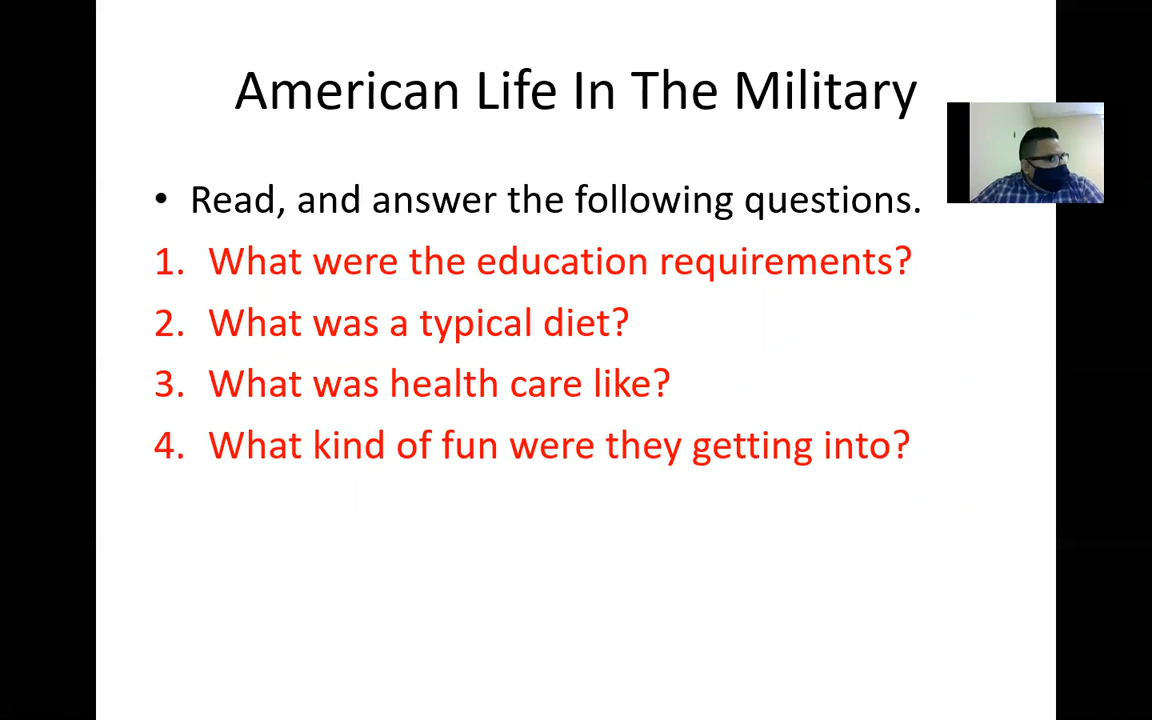 American Life In The Military
• Read, and answer the following questions.
1. What were the education requirements?
2. What was a typical diet?
3. What was health care like?
4. What kind of fun were they getting into?